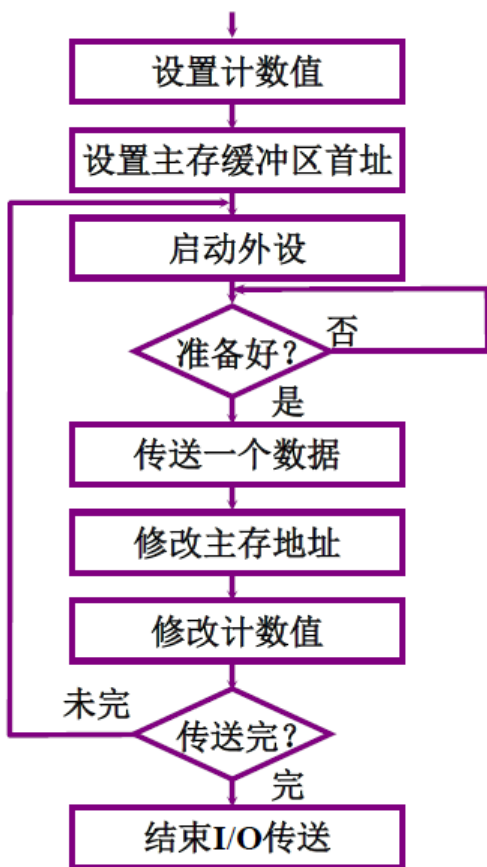 设置计数值
设置主存缓冲区首址
启动外设
准备好？
否
是
传送一个数据
修改主存地址
修改计数值
未完
传送完？
完
结束I/O传送